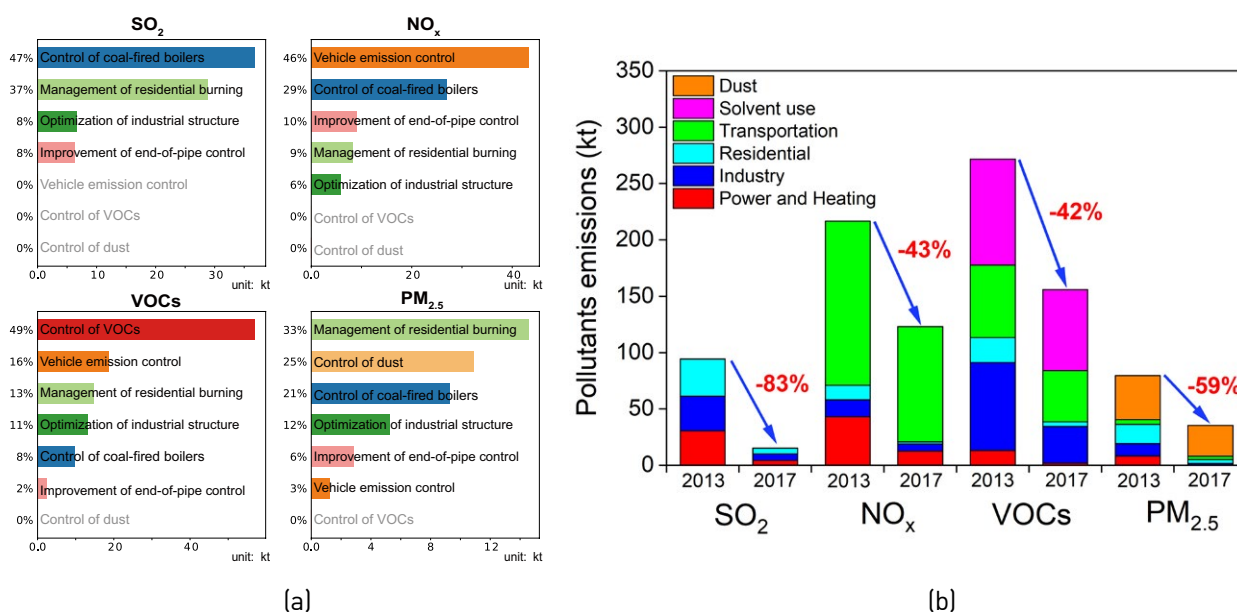 SO2
47% Control of coal-fired boilers
37% Management of residential burning
8% Optimization of industrial structure
8% Improvement of end-of-pipe control
0% Vehicle emission control
0% Control of VOCs
0% Control of dust
0.0 10 20 30
unit: kt
NOx
46% Vehicle emission control
29% Control of coal-fired boilers
10% Improvement of end-of-pipe control
9% Management of residential burning
6% Optimization of industrial structure
0% Control of VOCs
0% Control of dust
0.0 20 40
unit: kt
VOCs
49% Control of VOCs
16% Vehicle emission control
13% Management of residential burning
11% Optimization of industrial structure
8% Control of coal-fired boilers
2% Improvement of end-of-pipe control
0% Control of dust
0.0 20 40
unit: kt
PM2.5
33% Management of residential burning
25% Control of dust
21% Control of coal-fired boilers
12% Optimization of industrial structure
6% Improvement of end-of-pipe control
3% Vehicle emission control
0% Control of VOCs
0.0 4 8 12
unit: kt
(a)
Pollutants emissions (kt)
350
300
250
200
150
100
50
0
Dust
Solvent use
Transportation
Residential
Industry
Power and Heating
-83%
-43%
-42%
-59%
2013 2017 2013 2017 2013 2017 2013 2017
SO2 NOx VOCs PM2.5
(b)